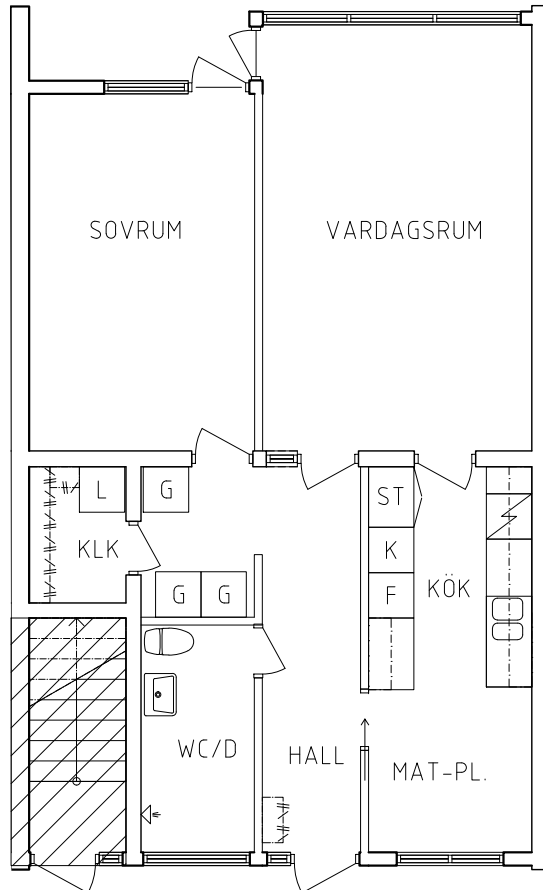 SOVRUM
VARDAGSRUM
L
G
ST
KLK
K
KÖK
G
G
F
WC/D
HALL
MAT-PL.